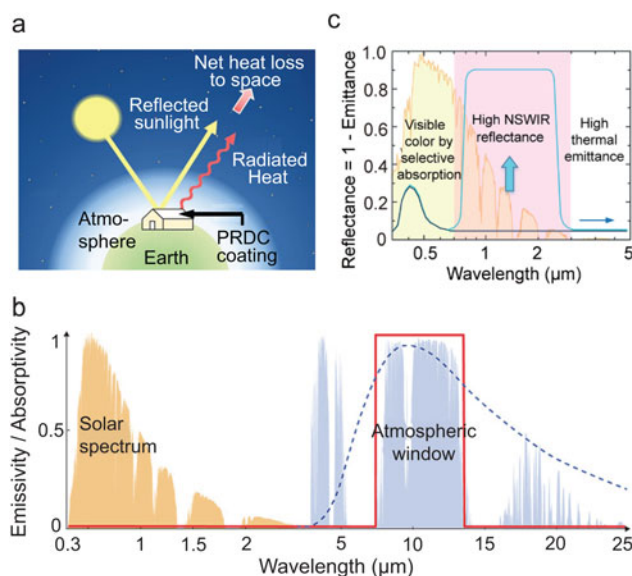 a
Net heat loss
to space
Reflected
sunlight
Radiated
Heat
Atmo-
sphere
PRDC
coating
Earth
c
Reflectance = 1 - Emittance
1.0
0.8
0.6
0.4
0.2
0
Visible
color by
selective
absorption
High NSWIR
reflectance
High
thermal
emittance
0.5
1
2
5
Wavelength (µm)
b
Emissivity / Absorptivity
1
0.5
0
Solar
spectrum
Atmospheric
window
0.3
1
2
5
10
15
20
25
Wavelength (µm)